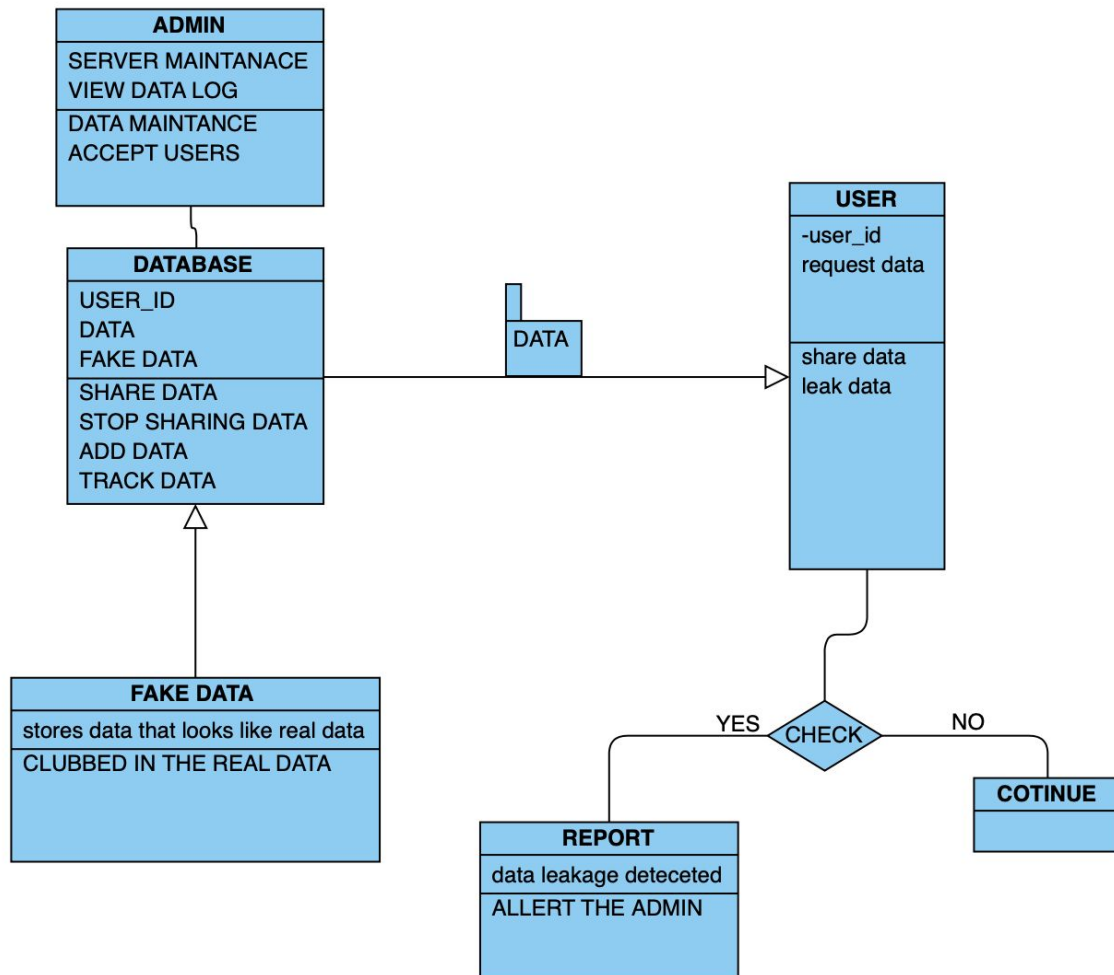 ADMIN
SERVER MAINTANACE
VIEW DATA LOG
DATA MAINTANCE
ACCEPT USERS
DATABASE
USER_ID
DATA
FAKE DATA
SHARE DATA
STOP SHARING DATA
ADD DATA
TRACK DATA
DATA
USER
-user_id
request data
share data
leak data
FAKE DATA
stores data that looks like real data
CLUBBED IN THE REAL DATA
YES
CHECK
NO
REPORT
data leakage deteceted
ALLERT THE ADMIN
COTINUE